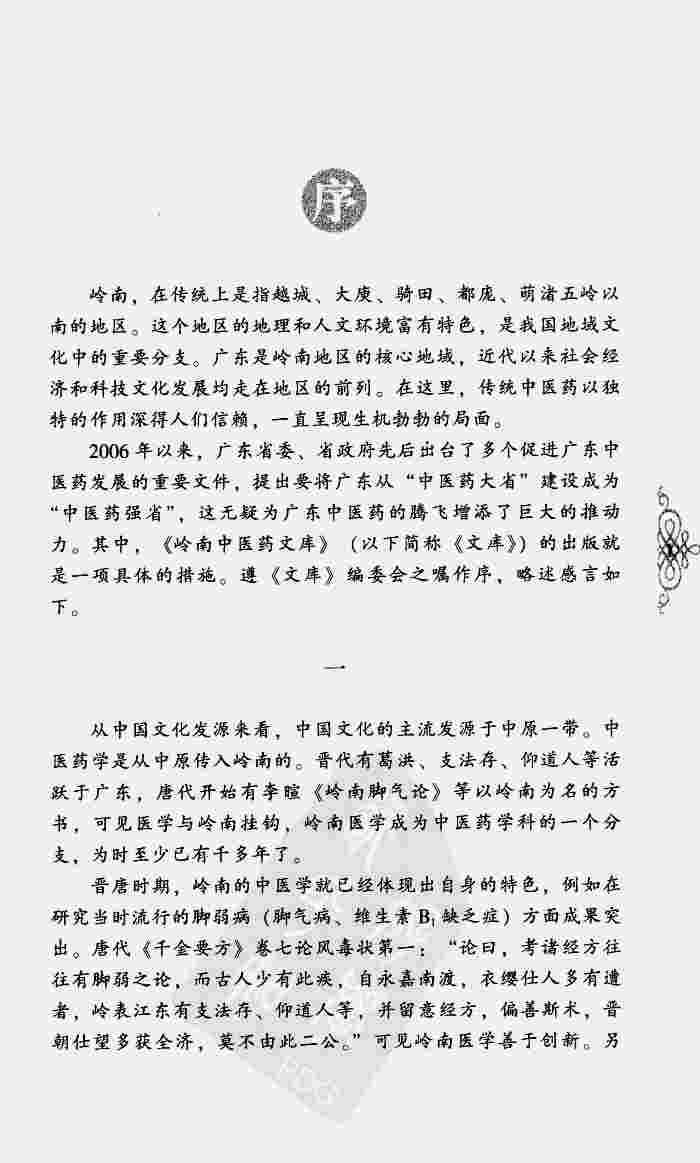 序
岭南，在传统上是指越城、大庾、骑田、都庞、萌渚五岭以
南的地区。这个地区的地理和人文环境富有特色，是我国地域文
化中的重要分支。广东是岭南地区的核心地域，近代以来社会经
济和科技文化发展均走在地区的前列。在这里，传统中医药以独
特的作用深得人们信赖，一直呈现生机勃勃的局面。
2006 年以来，广东省委、省政府先后出台了多个促进广东中
医药发展的重要文件，提出要将广东从“中医药大省”建设成为
“中医药强省”，这无疑为广东中医药的腾飞增添了巨大的推动
力。其中，《岭南中医药文库》（以下简称《文库》）的出版就
是一项具体的措施。遵《文库》编委会之嘱作序，略述感言如
下。
一
从中国文化发源来看，中国文化的主流发源于中原一带。中
医药学是从中原传入岭南的。晋代有葛洪、支法存、仰道人等活
跃于广东，唐代开始有李暄《岭南脚气论》等以岭南为名的方
书，可见医学与岭南挂钩，岭南医学成为中医药学科的一个分
支，为时至少已有千多年了。
晋唐时期，岭南的中医学就已经体现出自身的特色，例如在
研究当时流行的脚弱病（脚气病、维生素 B₁ 缺乏症）方面成果突
出。唐代《千金要方》卷七论风毒状第一：“论曰，考诸经方往
往有脚弱之论，而古人少有此疾，自永嘉南渡，衣缨仕人多有遭
者，岭表江东有支法存、仰道人等，并留意经方，偏善斯术，晋
朝仕望多获全济，莫不由此二公。”可见岭南医学善于创新。另
PDG